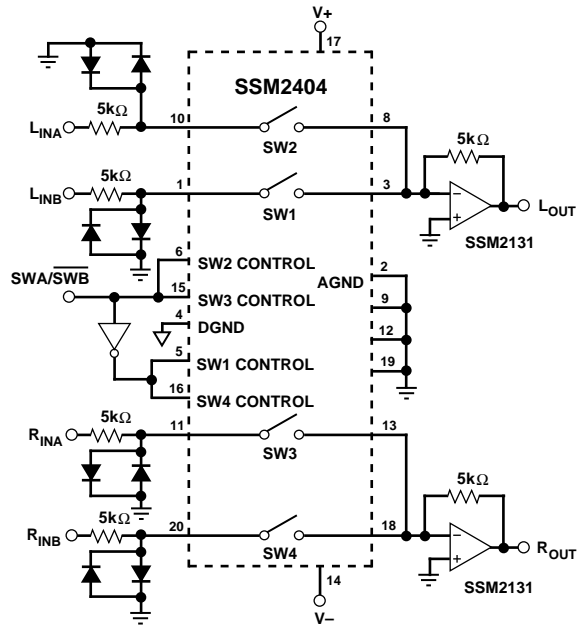 V+
17
SSM2404
5kΩ
LINA
10
8
SW2
5kΩ
5kΩ
LINB
1
3
SW1
LOUT
SSM2131
6
SW2 CONTROL
SWA/SWB
15
SW3 CONTROL
AGND
2
9
4
DGND
12
5
SW1 CONTROL
19
16
SW4 CONTROL
5kΩ
RINA
11
13
SW3
5kΩ
5kΩ
RINB
20
18
SW4
ROUT
SSM2131
14
V–